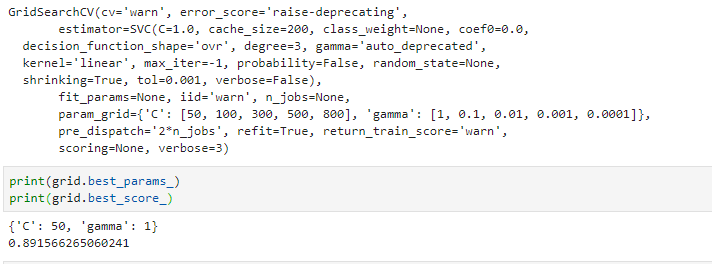 GridSearchCV(cv='warn', error_score='raise-deprecating',
estimator=SVC(C=1.0, cache_size=200, class_weight=None, coef0=0.0,
decision_function_shape='ovr', degree=3, gamma='auto_deprecated',
kernel='linear', max_iter=-1, probability=False, random_state=None,
shrinking=True, tol=0.001, verbose=False),
fit_params=None, iid='warn', n_jobs=None,
param_grid={'C': [50, 100, 300, 500, 800], 'gamma': [1, 0.1, 0.01, 0.001, 0.0001]},
pre_dispatch='2*n_jobs', refit=True, return_train_score='warn',
scoring=None, verbose=3)
print(grid.best_params_)
print(grid.best_score_)
{'C': 50, 'gamma': 1}
0.891566265060241